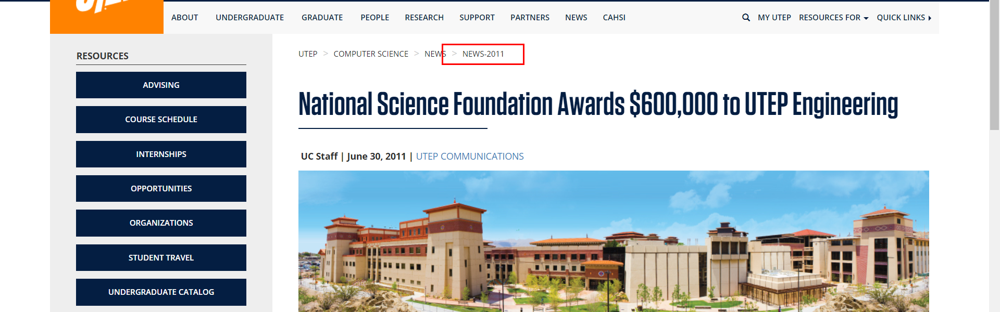 ABOUT UNDERGRADUATE GRADUATE PEOPLE RESEARCH SUPPORT PARTNERS NEWS CAHSI MY UTEP RESOURCES FOR QUICK LINKS
RESOURCES
ADVISING
COURSE SCHEDULE
INTERNSHIPS
OPPORTUNITIES
ORGANIZATIONS
STUDENT TRAVEL
UNDERGRADUATE CATALOG
UTEP > COMPUTER SCIENCE > NEWS > NEWS-2011
National Science Foundation Awards $600,000 to UTEP Engineering
UC Staff | June 30, 2011 | UTEP COMMUNICATIONS